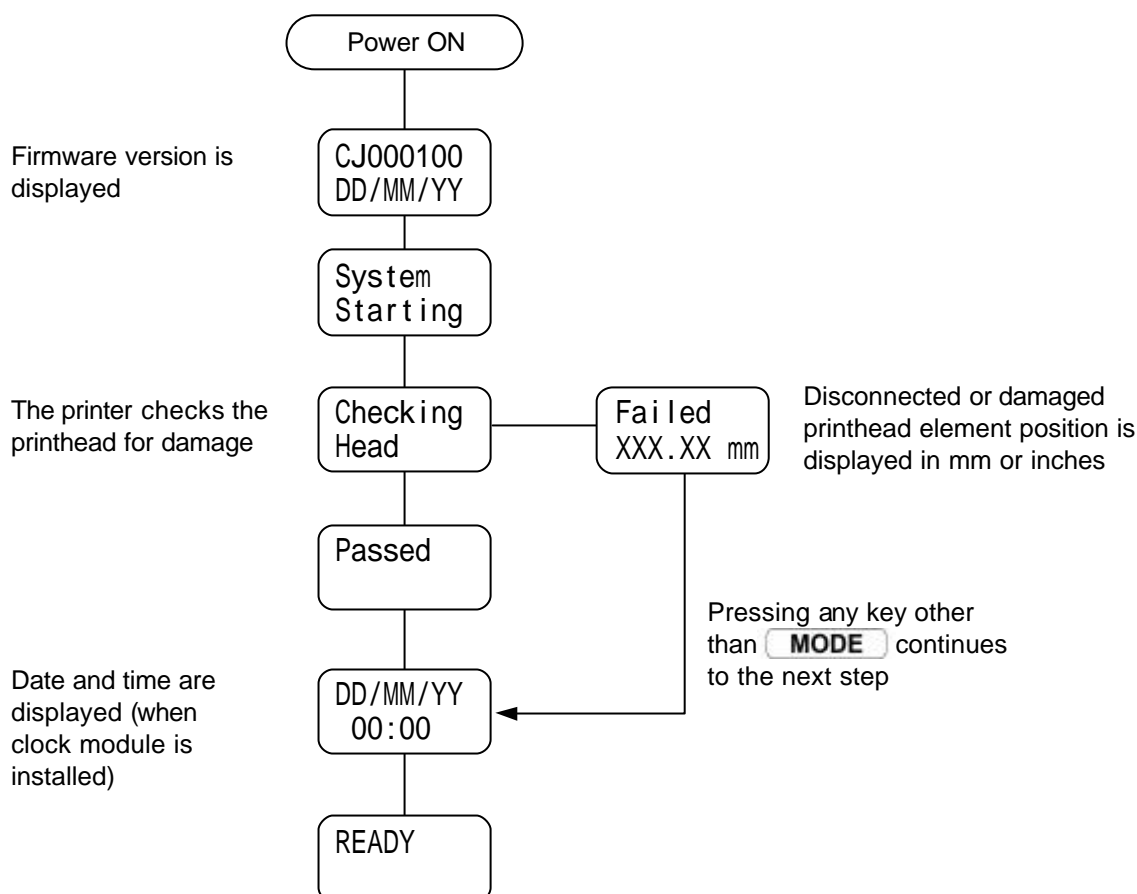 Power ON
Firmware version is
displayed
CJ000100
DD/MM/YY
System
Starting
The printer checks the
printhead for damage
Checking
Head
Failed
XXX.XX mm
Disconnected or damaged
printhead element position is
displayed in mm or inches
Passed
Pressing any key other
than MODE continues
to the next step
Date and time are
displayed (when
clock module is
installed)
DD/MM/YY
00:00
READY